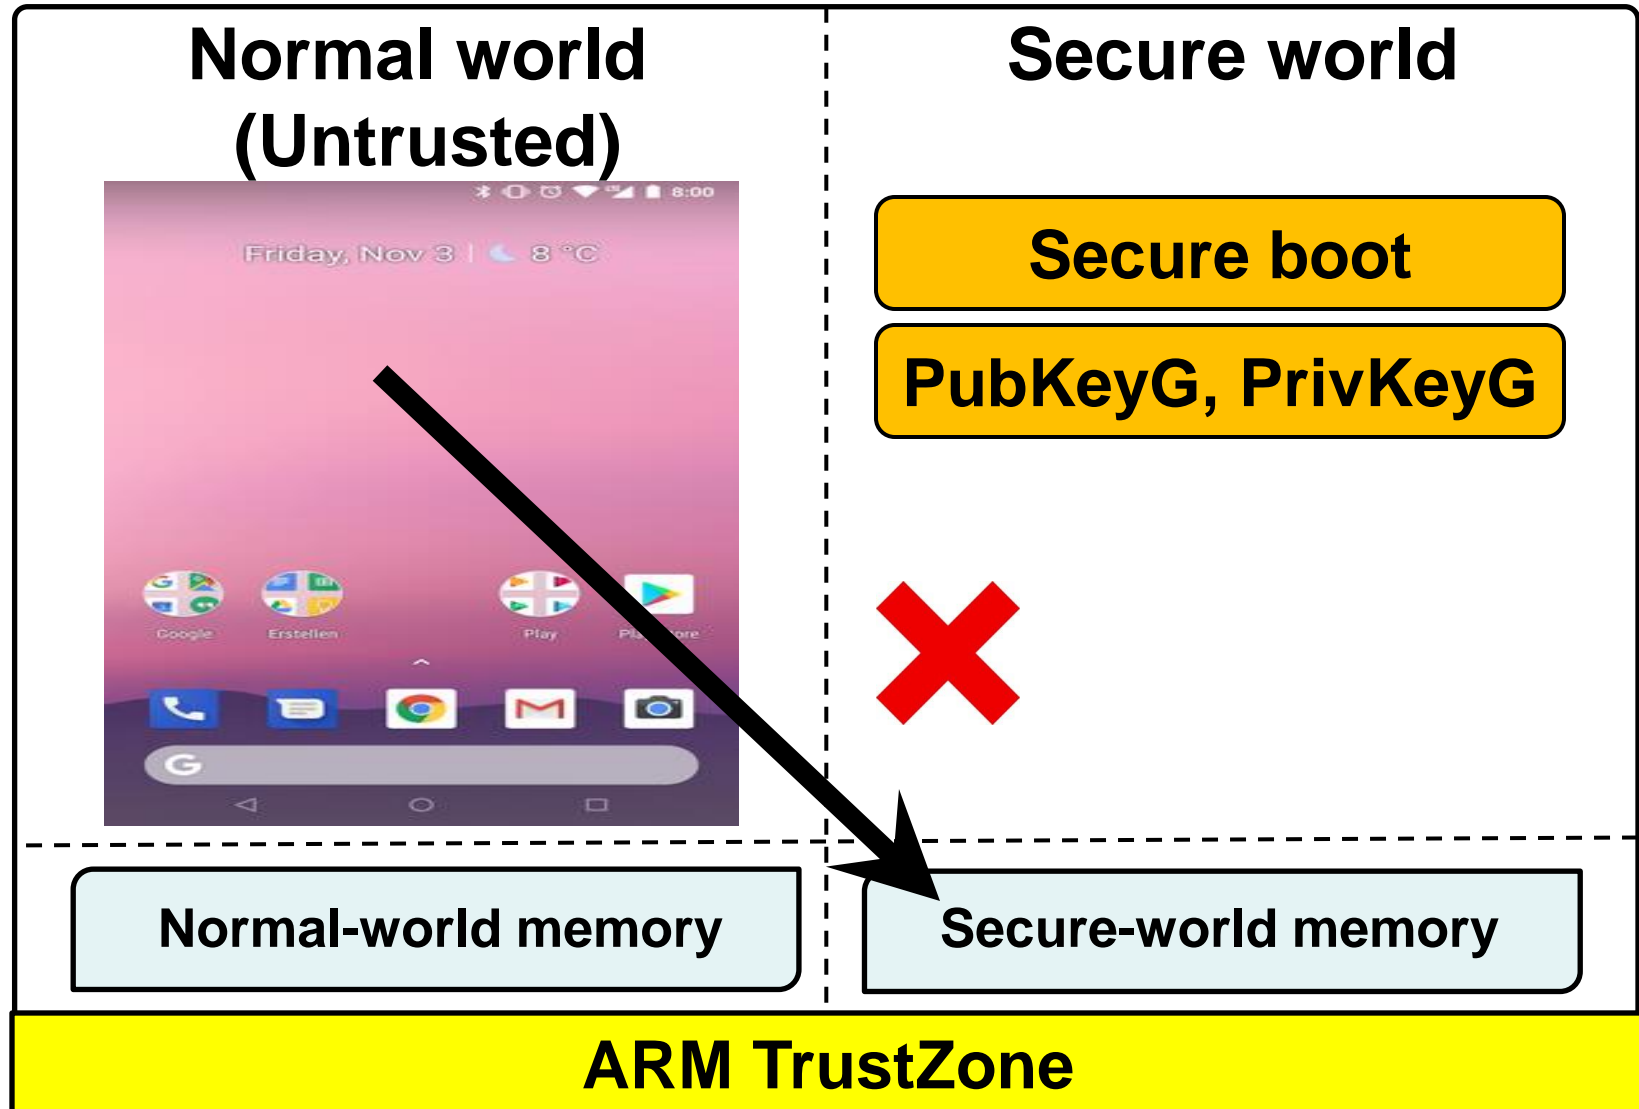 Normal world
(Untrusted)
Secure world
8:00
Friday, Nov 3 | 8 °C
Secure boot
PubKeyG, PrivKeyG
Google
Erstellen
Play
G
Normal-world memory
Secure-world memory
ARM TrustZone